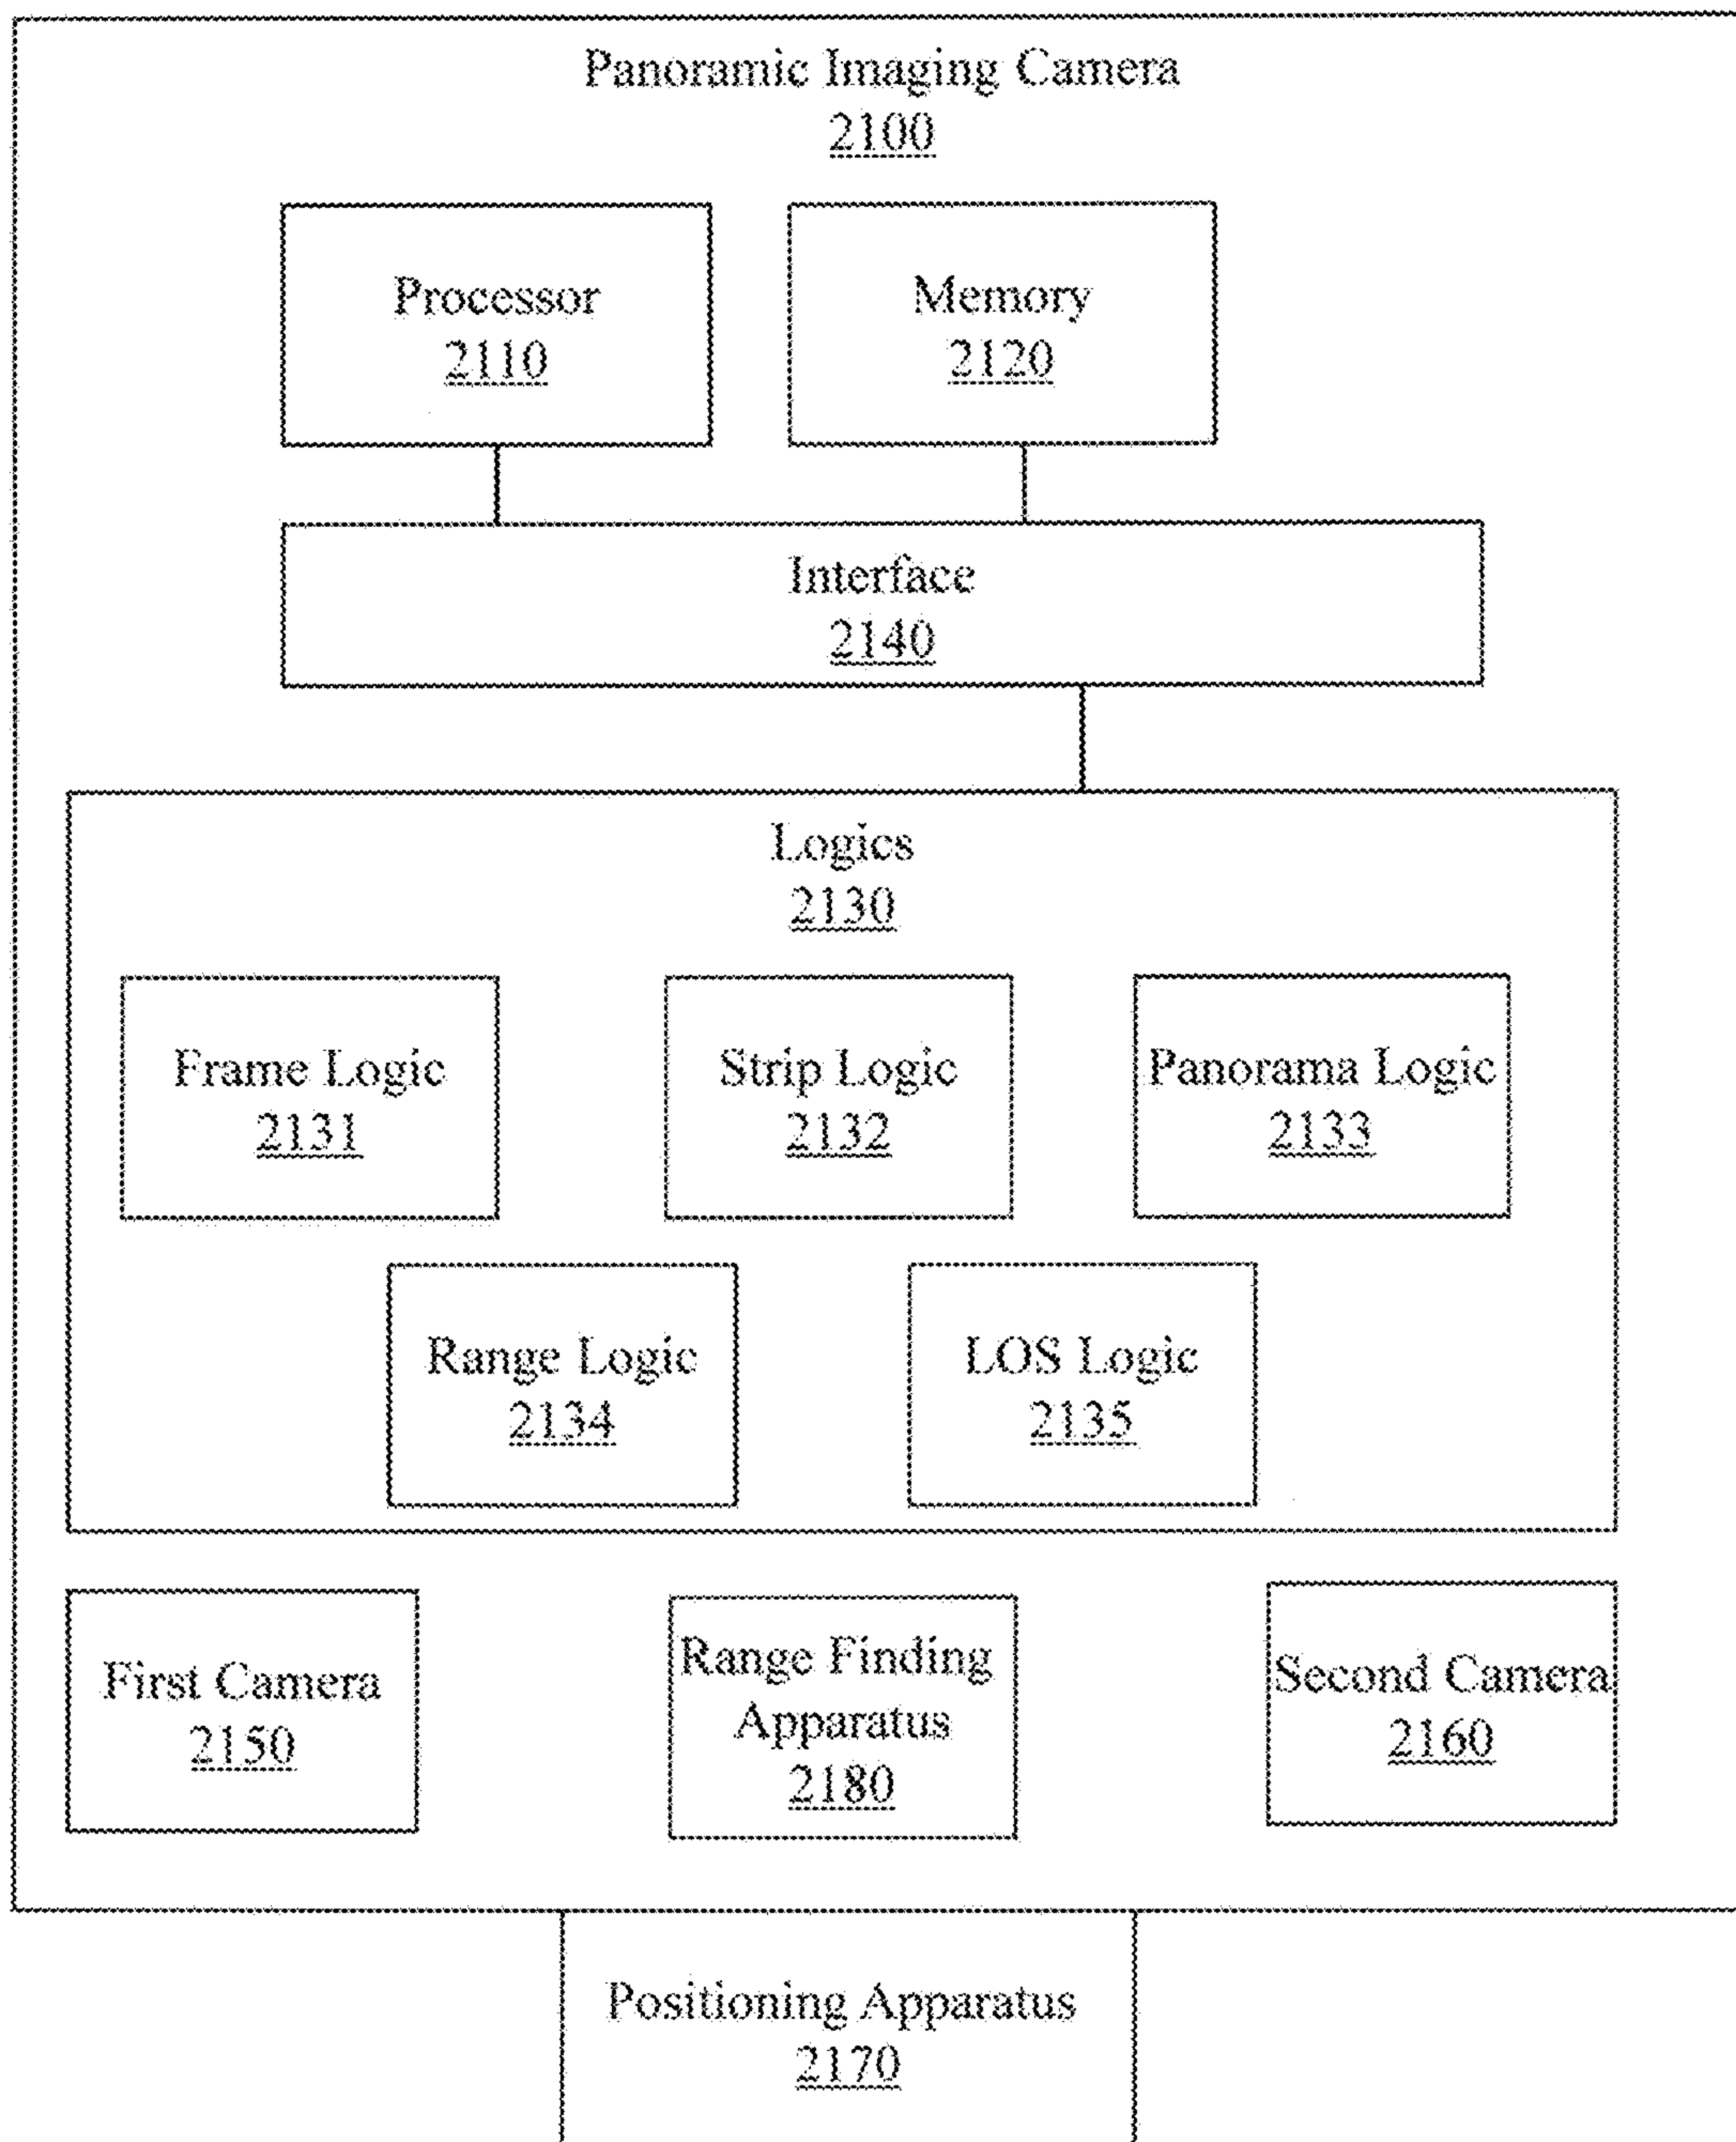 Panoramic Imaging Camera
2100
Processor
2110
Memory
2120
Interface
2140
Logics
2130
Frame Logic
2131
Strip Logic
2132
Panorama Logic
2133
Range Logic
2134
LOS Logic
2135
First Camera
2150
Range Finding
Apparatus
2180
Second Camera
2160
Positioning Apparatus
2170